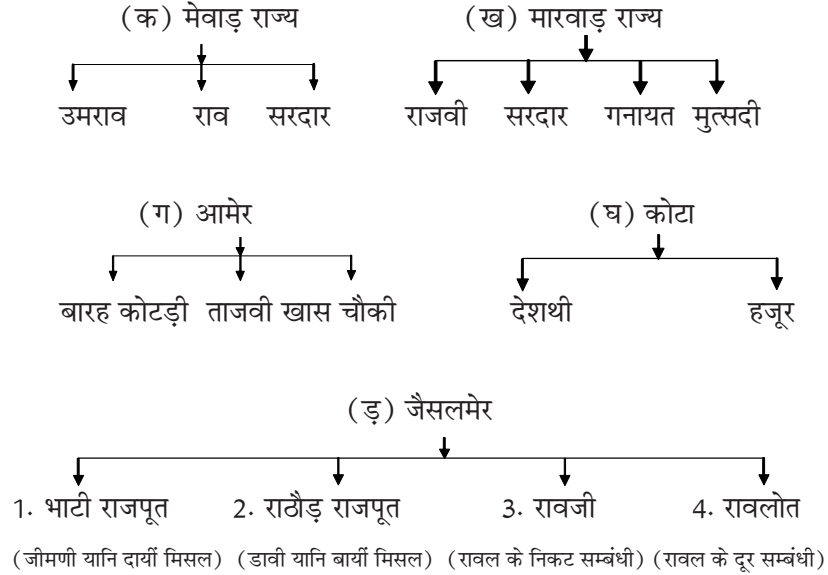 (क) मेवाड़ राज्य (ख) मारवाड़ राज्य
उमराव राव सरदार राजवी सरदार गनायत मुत्सदी
(ग) आमेर (घ) कोटा
बारह कोटड़ी ताजवी खास चौकी देशथी हजूर
(ड़) जैसलमेर
1. भाटी राजपूत 2. राठौड़ राजपूत 3. रावजी 4. रावलोत
(जीमणी यानि दायीं मिसल) (डावी यानि बायीं मिसल) (रावल के निकट सम्बंधी) (रावल के दूर सम्बंधी)